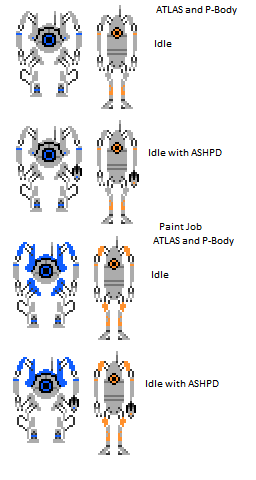 ATLAS and P-Body
Idle
Idle with ASHPD
Paint Job
ATLAS and P-Body
Idle
Idle with ASHPD